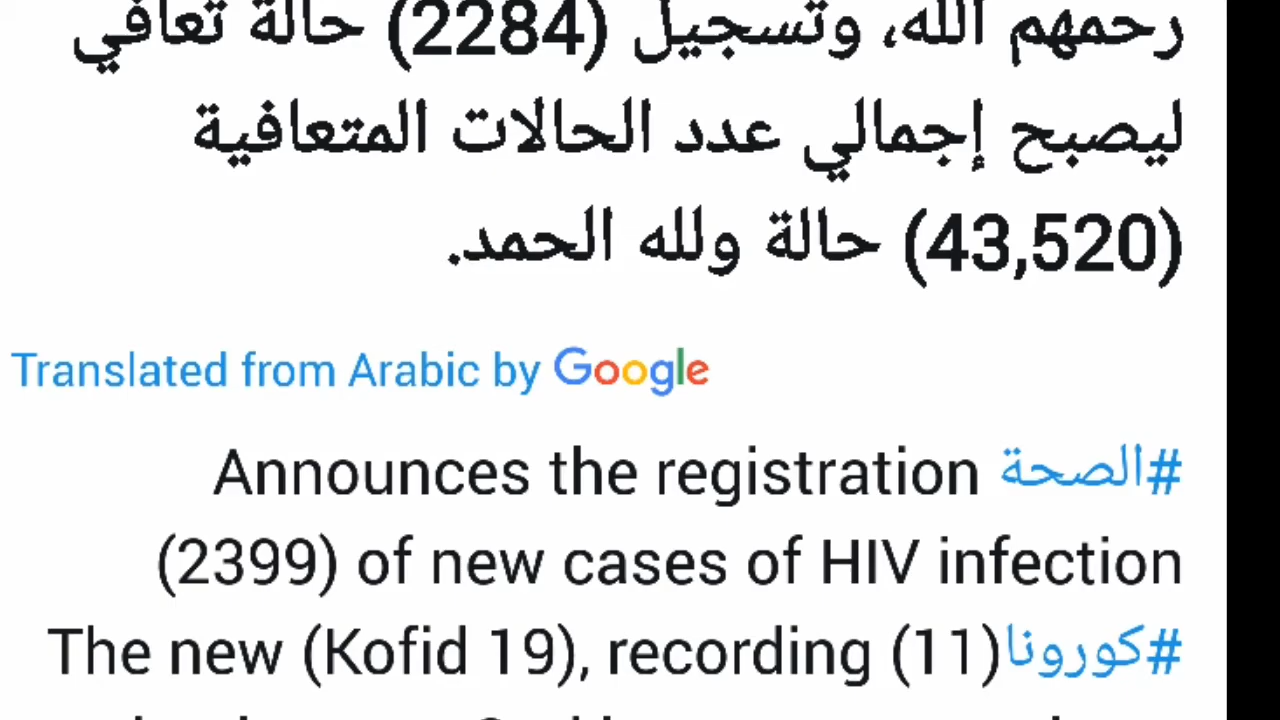 رحمهم الله، وتسجيل (2284) حالة تعافي
ليصبح إجمالي عدد الحالات المتعافية
(43,520) حالة ولله الحمد.
Translated from Arabic by Google
#الصحة Announces the registration
(2399) of new cases of HIV infection
#كورونا The new (Kofid 19), recording (11)